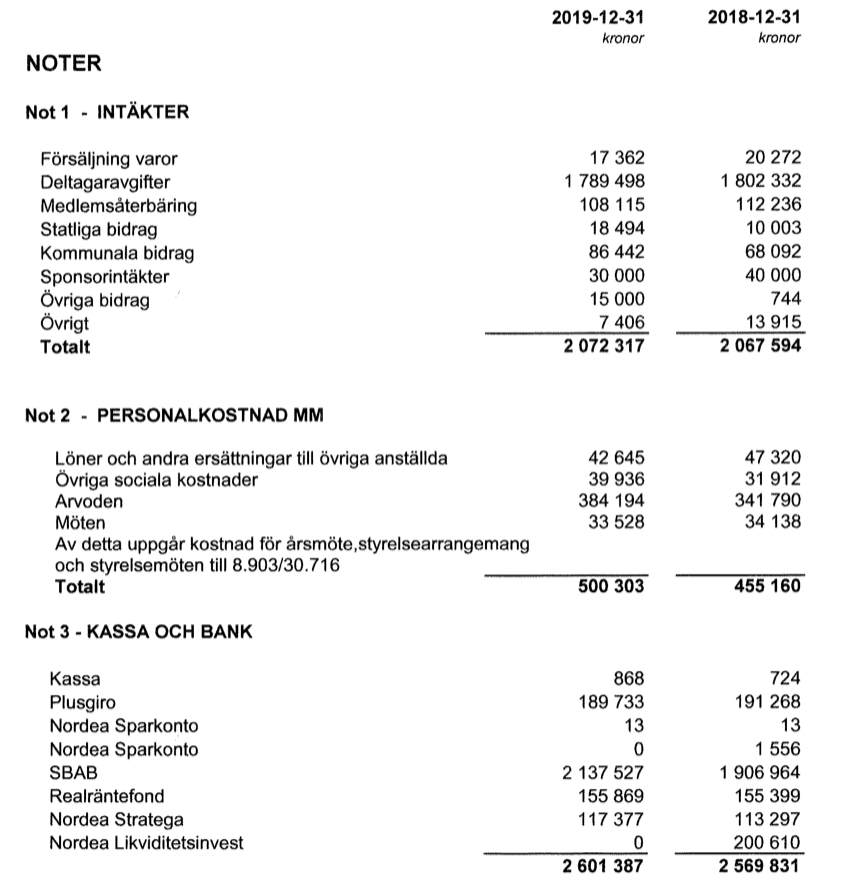 2019-12-31 2018-12-31
kronor kronor
NOTER
Not 1 - INTÄKTER
Försäljning varor 17 362 20 272
Deltagaravgifter 1 789 498 1 802 332
Medlemsåterbäring 108 115 112 236
Statliga bidrag 18 494 10 003
Kommunala bidrag 86 442 68 092
Sponsorintäkter 30 000 40 000
Övriga bidrag 15 000 744
Övrigt 7 406 13 915
Totalt 2 072 317 2 067 594
Not 2 - PERSONALKOSTNAD MM
Löner och andra ersättningar till övriga anställda 42 645 47 320
Övriga sociala kostnader 39 936 31 912
Arvoden 384 194 341 790
Möten 33 528 34 138
Av detta uppgår kostnad för årsmöte,styrelsearrangemang
och styrelsemöten till 8.903/30.716
Totalt 500 303 455 160
Not 3 - KASSA OCH BANK
Kassa 868 724
Plusgiro 189 733 191 268
Nordea Sparkonto 13 13
Nordea Sparkonto 0 1 556
SBAB 2 137 527 1 906 964
Realräntefond 155 869 155 399
Nordea Stratega 117 377 113 297
Nordea Likviditetsinvest 0 200 610
2 601 387 2 569 831